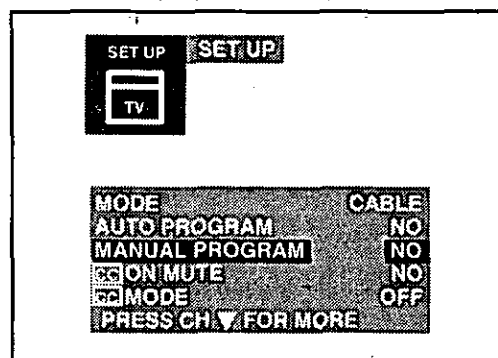 SET UP SET UP
TV
MODE CABLE
AUTO PROGRAM NO
MANUAL PROGRAM NO
CC ON MUTE NO
CC MODE OFF
PRESS CH ▼ FOR MORE